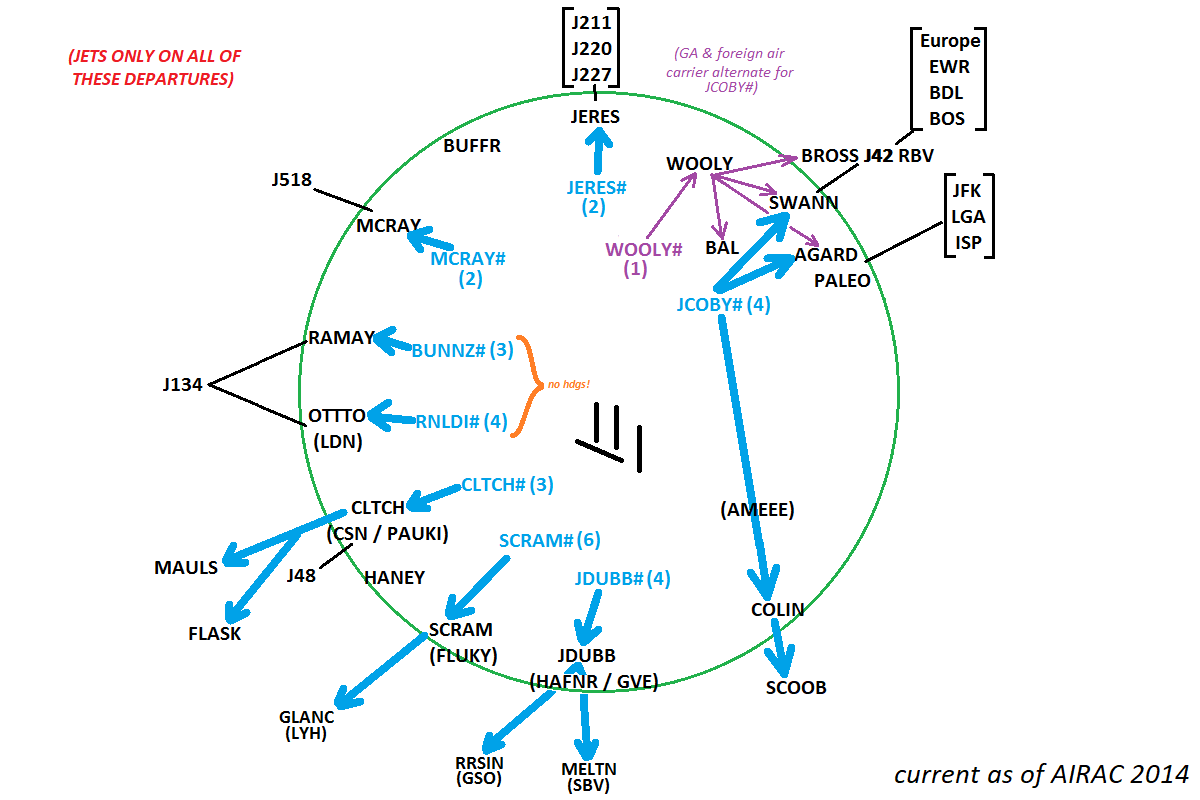 (JETS ONLY ON ALL OF
THESE DEPARTURES)
J211
J220
J227
(GA & foreign air
carrier alternate for
JCOBY#)
Europe
EWR
BDL
BOS
JERES
BUFFR
WOOLY
BROSS J42 RBV
J518
JERES#
(2)
SWANN
JFK
LGA
ISP
MCRAY
WOOLY#
(1)
BAL
AGARD
PALEO
MCRAY#
(2)
JCOBY# (4)
RAMAY
BUNNZ# (3)
no hdgs!
J134
OTTTO
(LDN)
RNLDI# (4)
CLTCH# (3)
CLTCH
(CSN / PAUKI)
(AMEEE)
SCRAM# (6)
MAULS
J48
HANEY
JDUBB# (4)
COLIN
FLASK
SCRAM
(FLUKY)
JDUBB
(HAFNR / GVE)
SCOOB
GLANC
(LYH)
RRSIN
(GSO)
MELTN
(SBV)
current as of AIRAC 2014